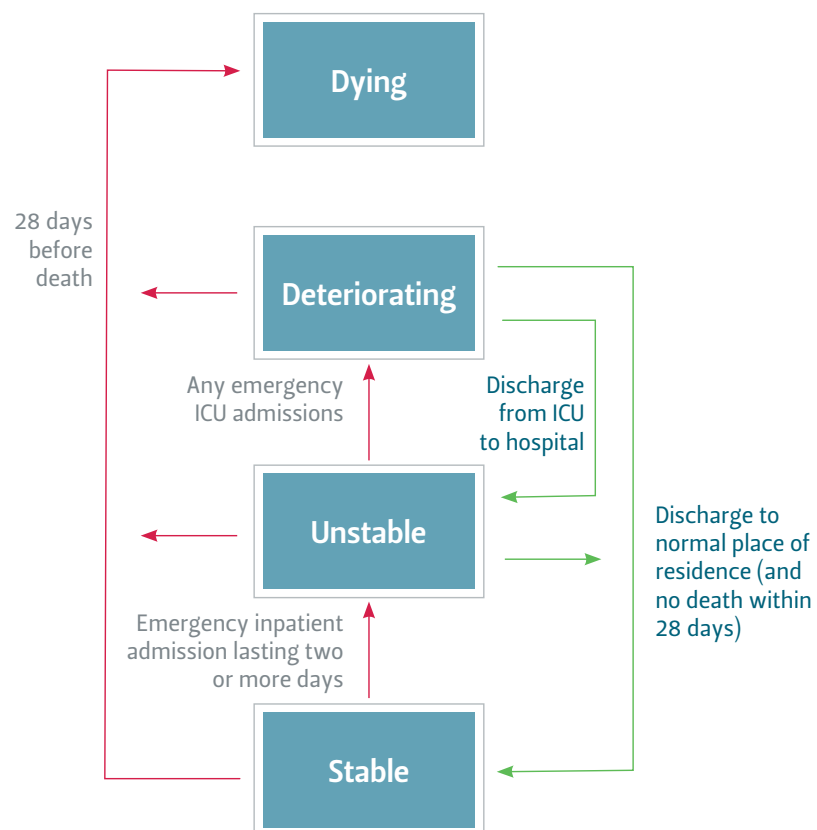 Dying
28 days
before
death
Deteriorating
Any emergency
ICU admissions
Discharge
from ICU
to hospital
Unstable
Discharge to
normal place of
residence (and
no death within
28 days)
Emergency inpatient
admission lasting two
or more days
Stable